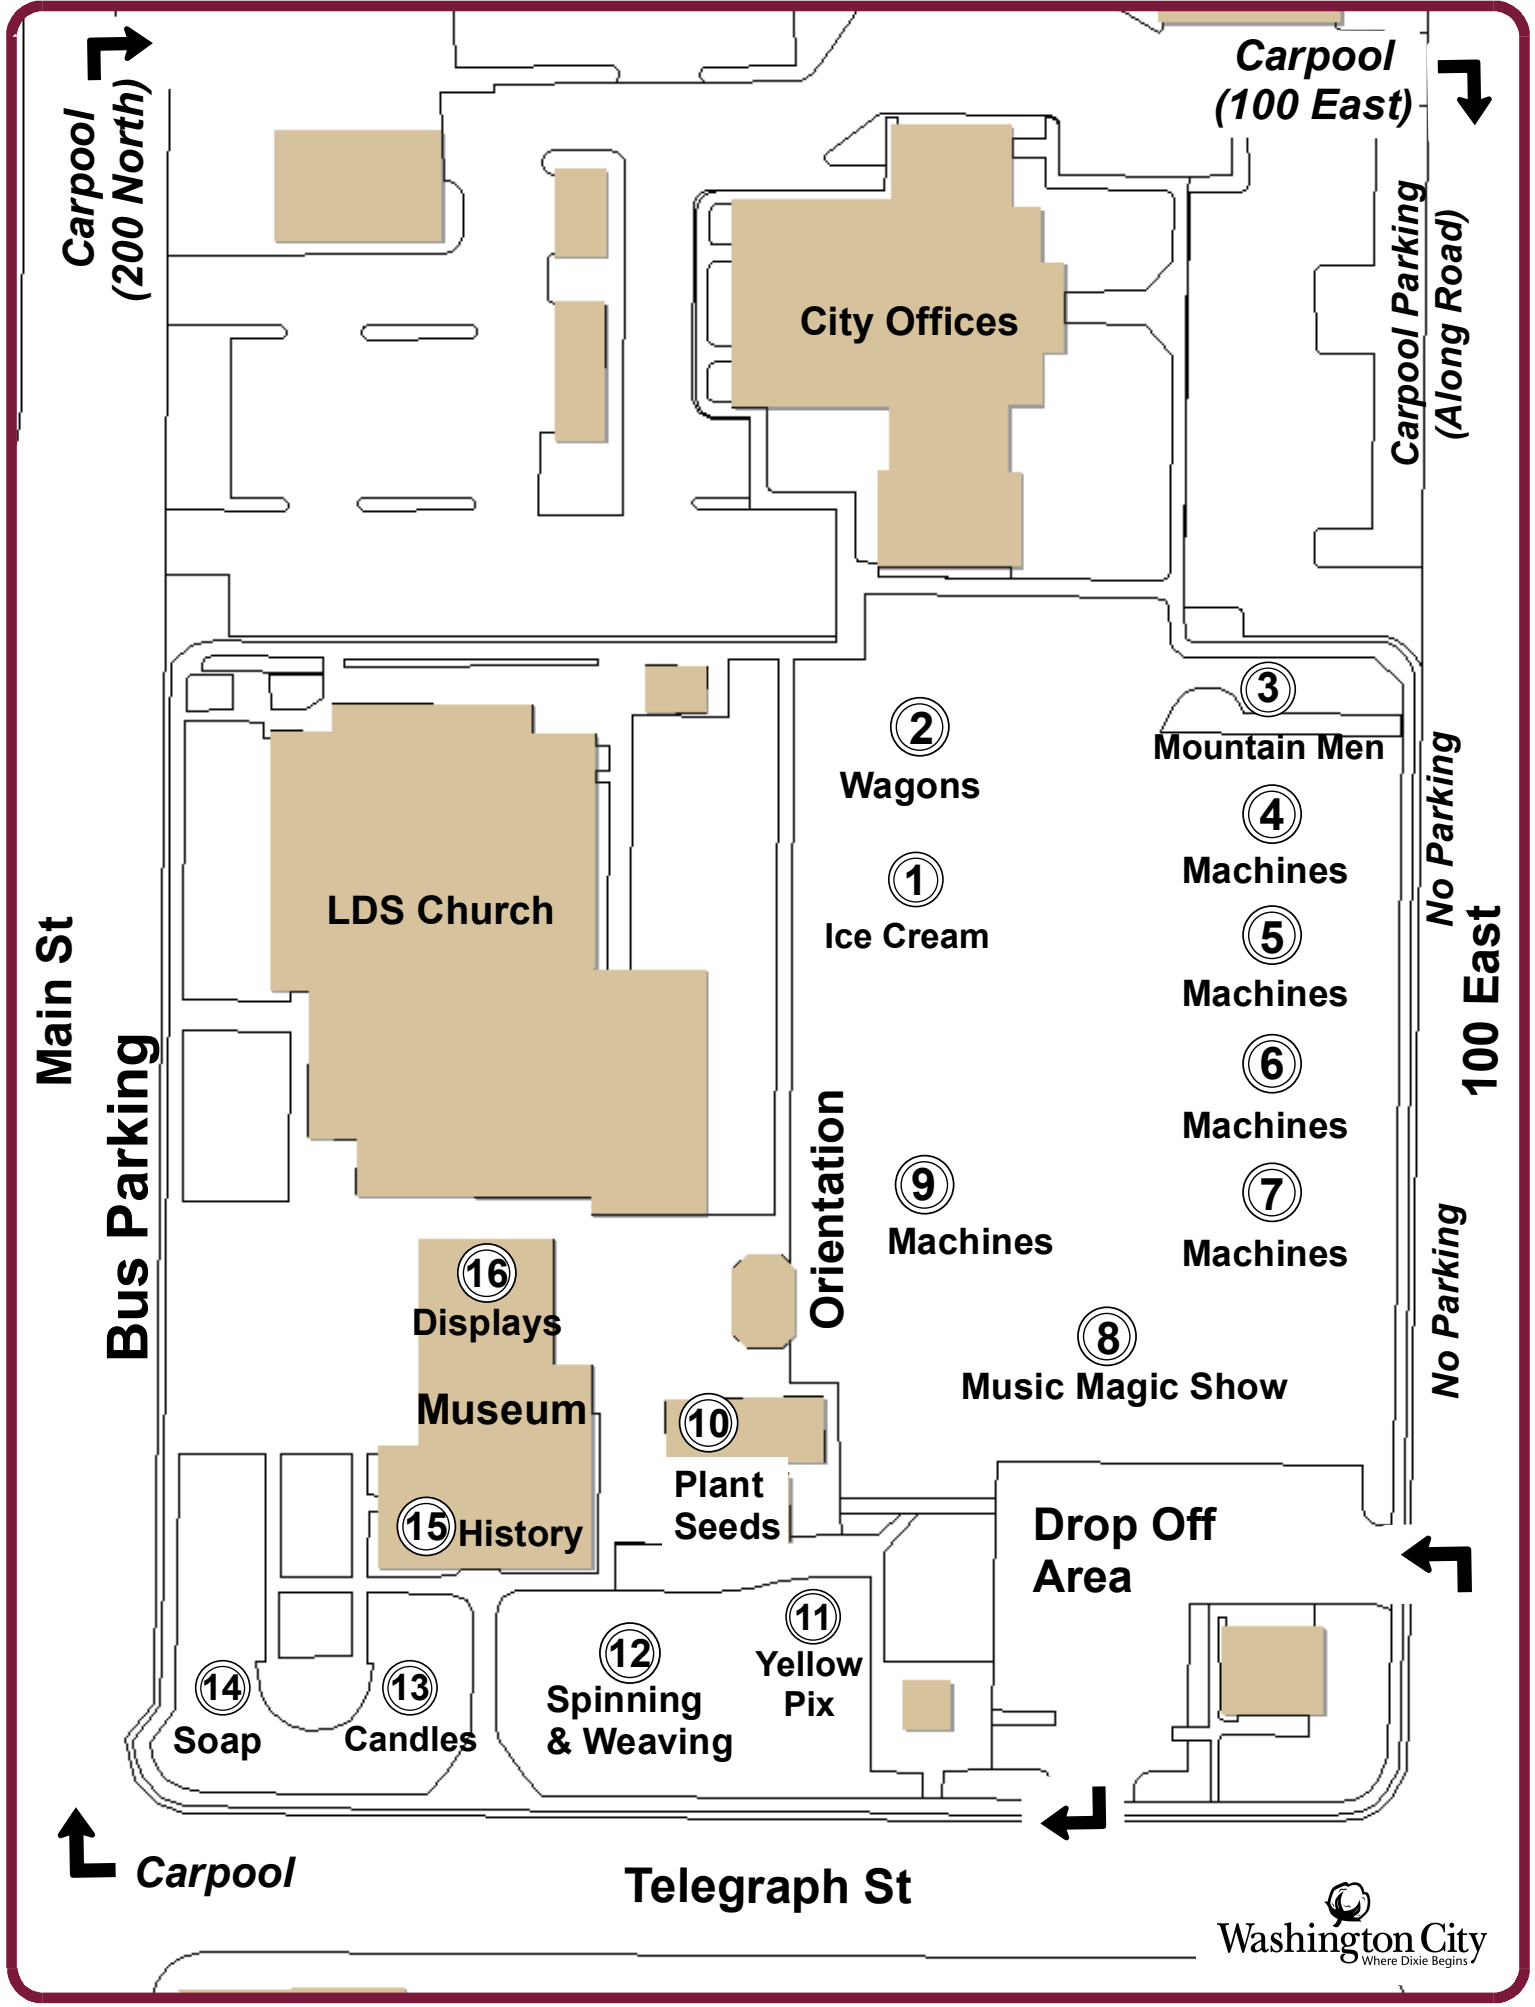 Carpool
(200 North)
Carpool
(100 East)
Carpool Parking
(Along Road)
City Offices
3
Mountain Men
2
Wagons
4
Machines
1
Ice Cream
5
Machines
LDS Church
No Parking
Main St
100 East
6
Machines
Bus Parking
Orientation
9
Machines
7
Machines
16
Displays
8
Music Magic Show
No Parking
Museum
10
Plant
Seeds
15 History
Drop Off
Area
11
Yellow
Pix
12
Spinning
& Weaving
14
Soap
13
Candles
Carpool
Telegraph St
Washington City
Where Dixie Begins